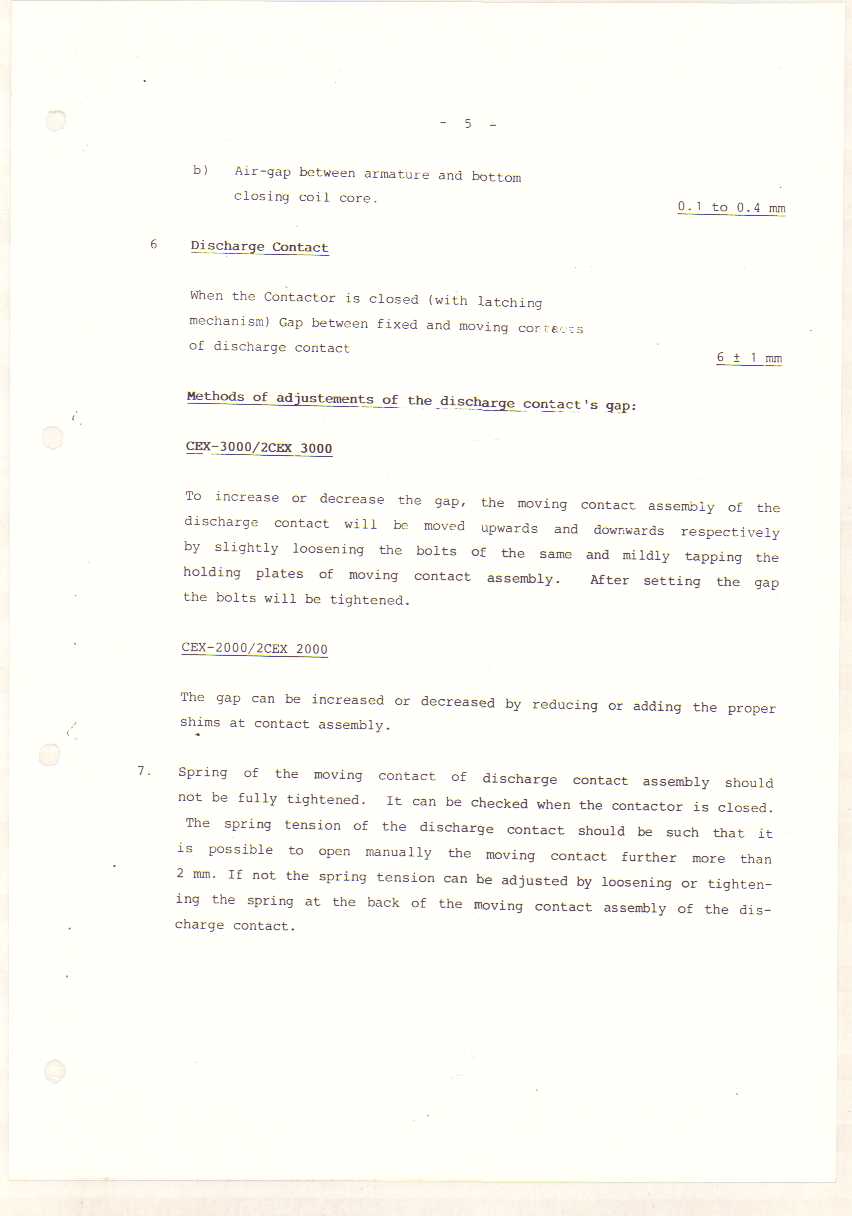 - 5 -
b) Air-gap between armature and bottom
closing coil core.
0.1 to 0.4 mm
6 Discharge Contact
When the Contactor is closed (with latching
mechanism) Gap between fixed and moving
of discharge contact
6 ± 1 mm
Methods of adjustements of the discharge contact's gap:
CEX-3000/2CEX 3000
To increase or decrease the gap, the moving contact assembly of the
discharge contact will be moved upwards and downwards respectively
by slightly loosening the bolts of the same and mildly tapping the
holding plates of moving contact assembly. After setting the gap
the bolts will be tightened.
CEX-2000/2CEX 2000
The gap can be increased or decreased by reducing or adding the proper
shims at contact assembly.
7. Spring of the moving contact of discharge contact assembly should
not be fully tightened. It can be checked when the contactor is closed.
The spring tension of the discharge contact should be such that it
is possible to open manually the moving contact further more than
2 mm. If not the spring tension can be adjusted by loosening or tighten-
ing the spring at the back of the moving contact assembly of the dis-
charge contact.